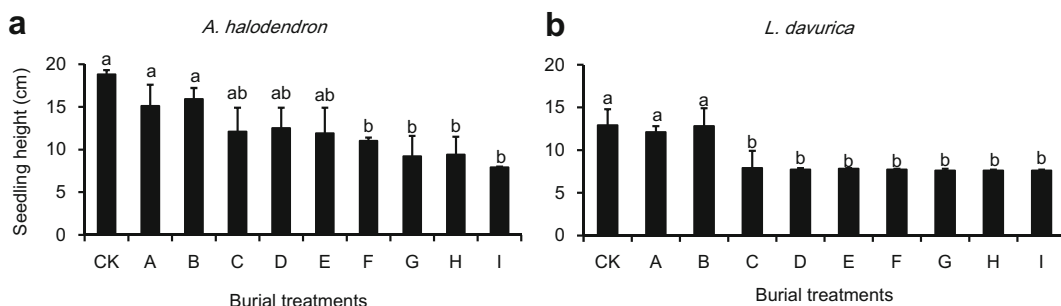 a
A. halodendron
Seedling height (cm)
20
15
10
5
0
a a a ab ab ab b b b b
CK A B C D E F G H I
Burial treatments
b
L. davurica
20
15
10
5
0
a a a b b b b b b b
CK A B C D E F G H I
Burial treatments